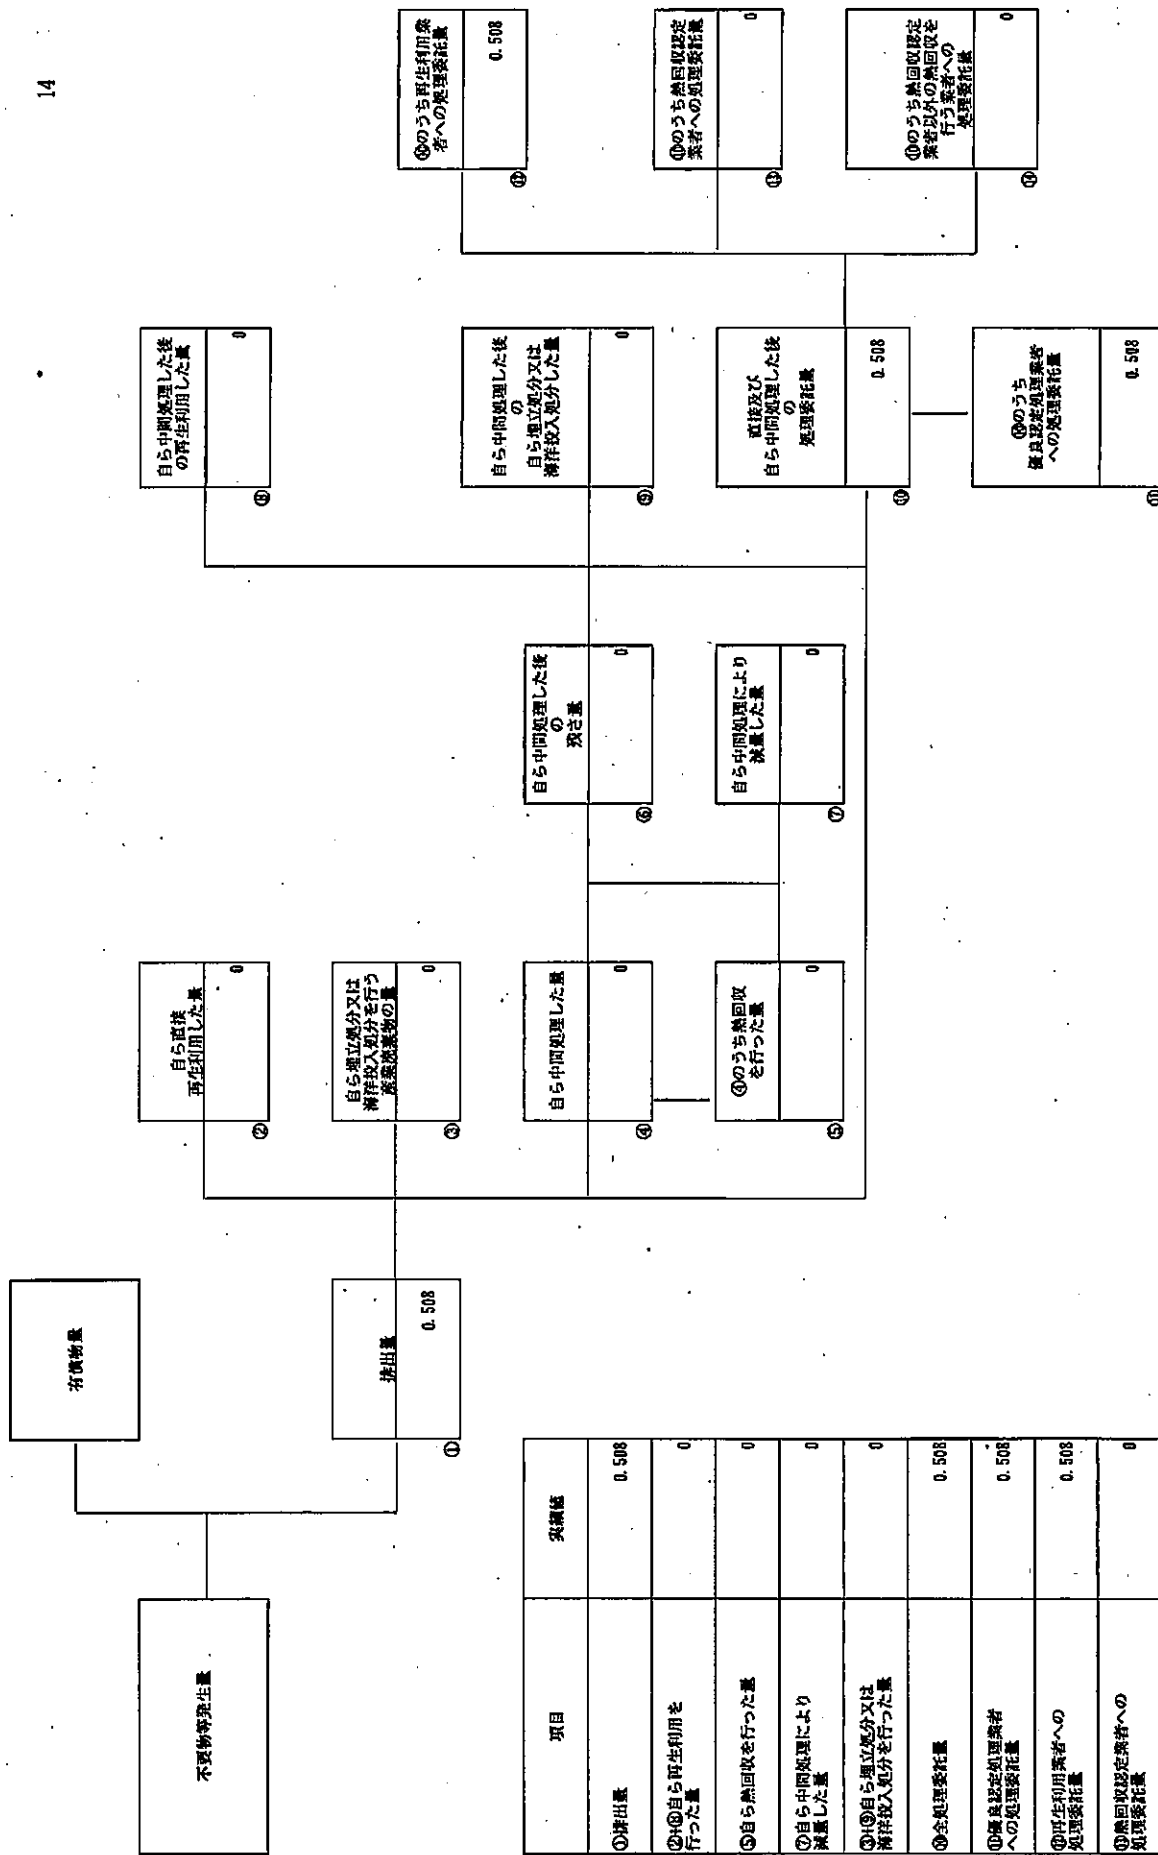 14
不要物等発生量
有償物量
①
排出量
0.508
②
自ら直接
再生利用した量
0
③
自ら埋立処分又は
海洋投入処分を行う
産業廃棄物の量
0
④
自ら中間処理した量
0
⑤
④のうち熱回収
を行った量
0
⑥
自ら中間処理した後
の
残さ量
0
⑦
自ら中間処理により
減量した量
0
⑧
自ら中間処理した後
の再生利用した量
0
⑨
自ら中間処理した後
の
自ら埋立処分又は
海洋投入処分した量
0
⑩
直接及び
自ら中間処理した後
の
処理委託量
0.508
⑪
⑩のうち
優良認定処理業者
への処理委託量
0.508
⑫
⑩のうち再生利用業
者への処理委託量
0.508
⑬
⑩のうち熱回収認定
業者への処理委託量
0
⑭
⑩のうち熱回収認定
業者以外の熱回収を
行う業者への
処理委託量
0
項目 実績値
①排出量 0.508
②+⑧自ら再生利用を
行った量 0
⑤自ら熱回収を行った量 0
⑦自ら中間処理により
減量した量 0
③+⑨自ら埋立処分又は
海洋投入処分を行った量 0
⑩全処理委託量 0.508
⑪優良認定処理業者
への処理委託量 0.508
⑫再生利用業者への
処理委託量 0.508
⑬熱回収認定業者への
処理委託量 0